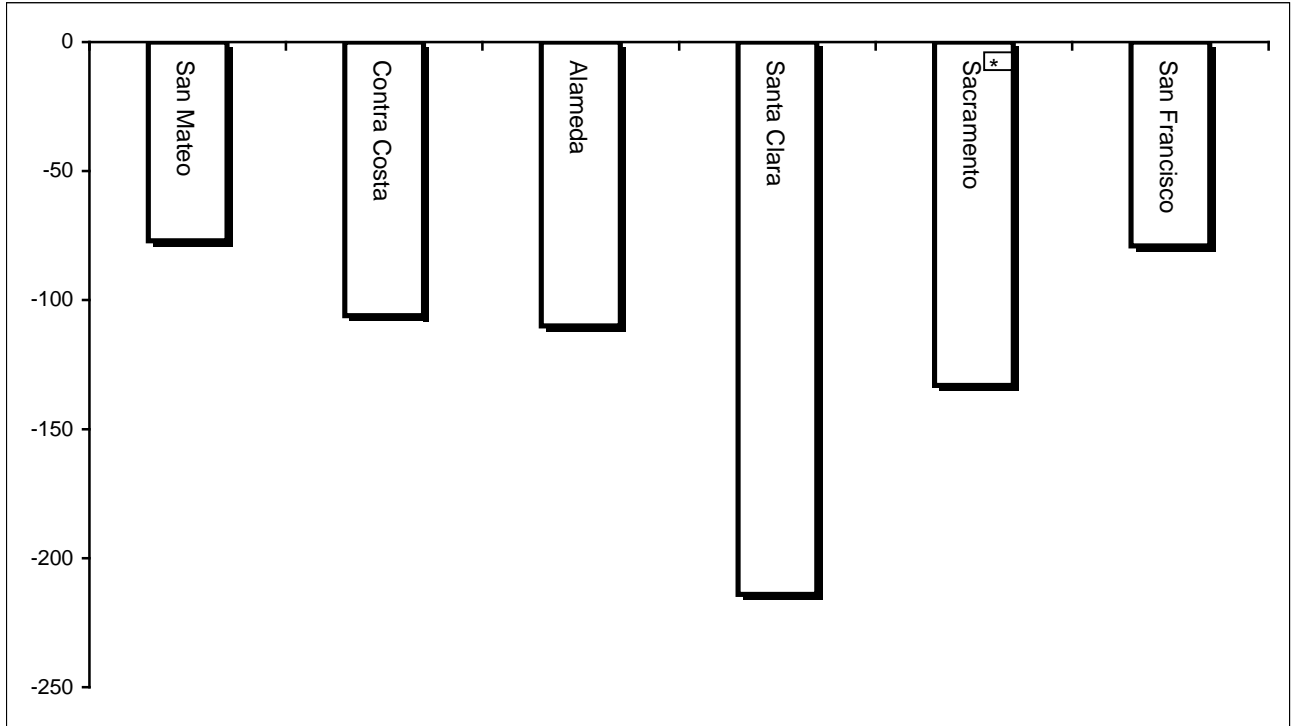 0
-50
-100
-150
-200
-250
San Mateo
Contra Costa
Alameda
Santa Clara
Sacramento
*
San Francisco